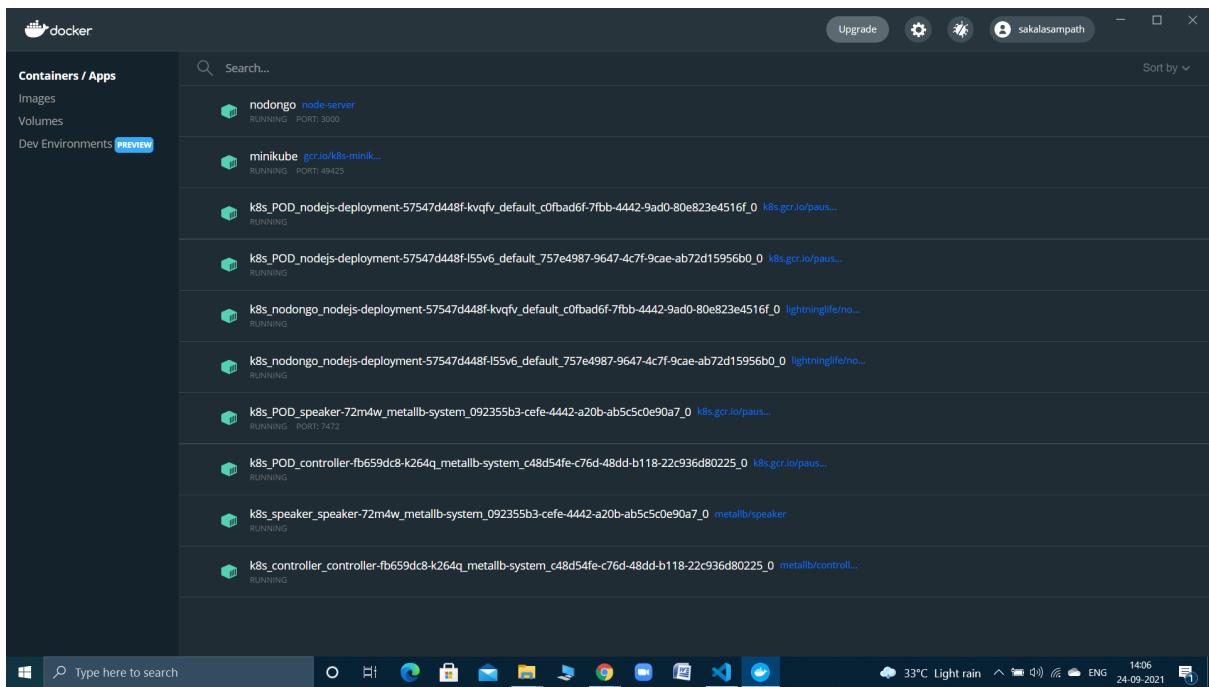 docker
Upgrade
sakalasampath
Containers / Apps
Images
Volumes
Dev Environments PREVIEW
Search...
Sort by
nodongo node-server
RUNNING PORT: 3000
minikube gcr.io/k8s-minik...
RUNNING PORT: 49425
k8s_POD_nodejs-deployment-57547d448f-kvqfv_default_c0fbad6f-7fbb-4442-9ad0-80e823e4516f_0 k8s.gcr.io/paus...
RUNNING
k8s_POD_nodejs-deployment-57547d448f-l55v6_default_757e4987-9647-4c7f-9cae-ab72d15956b0_0 k8s.gcr.io/paus...
RUNNING
k8s_nodongo_nodejs-deployment-57547d448f-kvqfv_default_c0fbad6f-7fbb-4442-9ad0-80e823e4516f_0 lightninglife/no...
RUNNING
k8s_nodongo_nodejs-deployment-57547d448f-l55v6_default_757e4987-9647-4c7f-9cae-ab72d15956b0_0 lightninglife/no...
RUNNING
k8s_POD_speaker-72m4w_metallb-system_092355b3-cefe-4442-a20b-ab5c5c0e90a7_0 k8s.gcr.io/paus...
RUNNING PORT: 7472
k8s_POD_controller-fb659dc8-k264q_metallb-system_c48d54fe-c76d-48dd-b118-22c936d80225_0 k8s.gcr.io/paus...
RUNNING
k8s_speaker_speaker-72m4w_metallb-system_092355b3-cefe-4442-a20b-ab5c5c0e90a7_0 metallb/speaker
RUNNING
k8s_controller_controller-fb659dc8-k264q_metallb-system_c48d54fe-c76d-48dd-b118-22c936d80225_0 metallb/controll...
RUNNING
Type here to search
33°C Light rain
ENG
14:06
24-09-2021